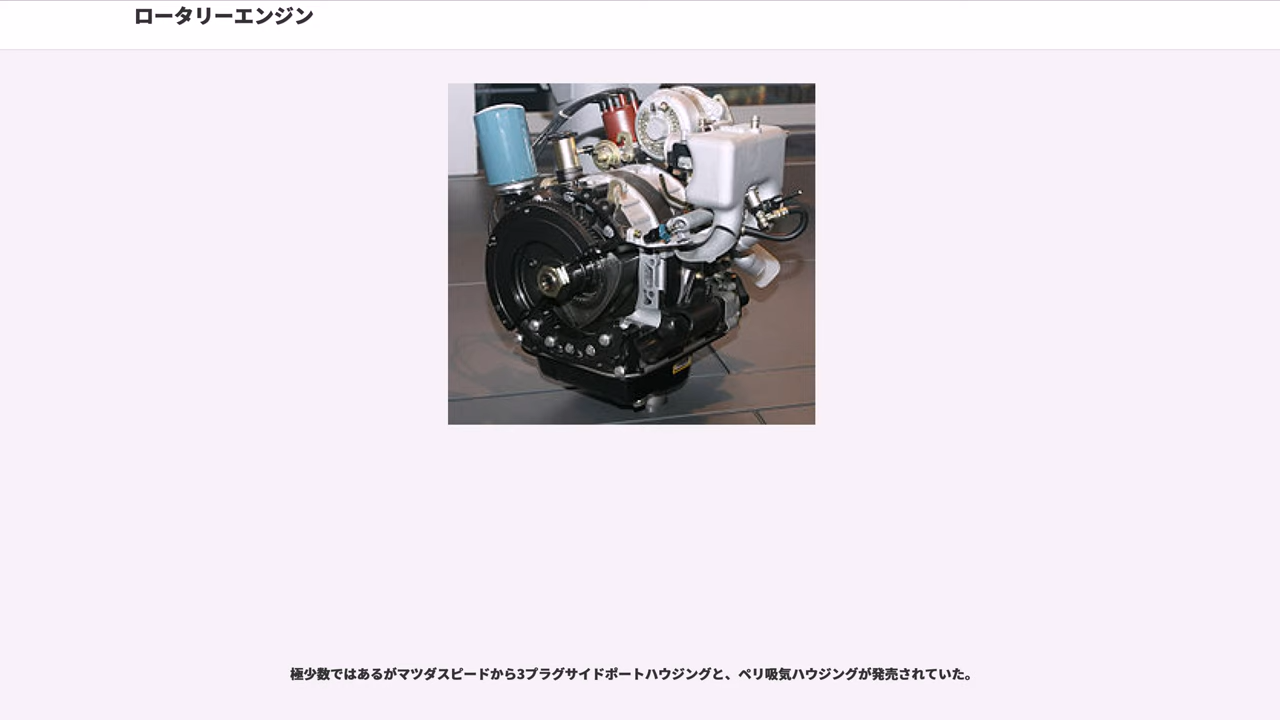 ロータリーエンジン
極少数ではあるがマツダスピードから3プラグサイドポートハウジングと、ペリ吸気ハウジングが発売されていた。